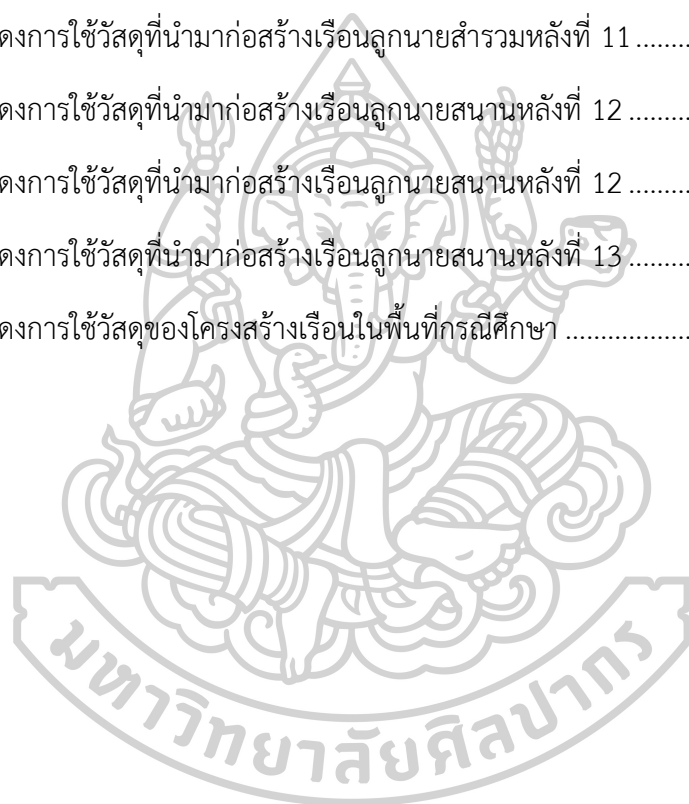 ดงการใช้วัสดุที่นำมาก่อสร้างเรือนลูกนายสำรวมหลังที่ 11 ........
ดงการใช้วัสดุที่นำมาก่อสร้างเรือนลูกนายสนานหลังที่ 12 .........
ดงการใช้วัสดุที่นำมาก่อสร้างเรือนลูกนายสนานหลังที่ 12 .........
ดงการใช้วัสดุที่นำมาก่อสร้างเรือนลูกนายสนานหลังที่ 13 .........
ดงการใช้วัสดุของโครงสร้างเรือนในพื้นที่กรณีศึกษา ..................
มหาวิทยาลัยศิลปากร